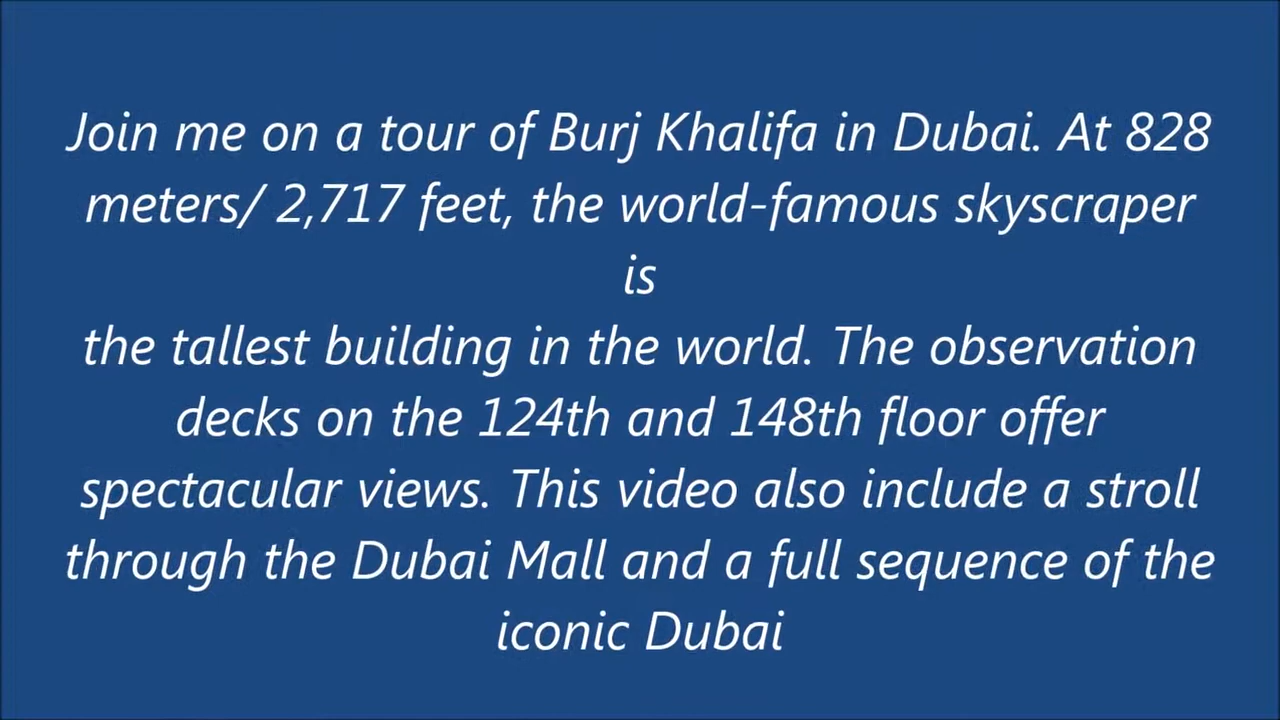 Join me on a tour of Burj Khalifa in Dubai. At 828
meters/ 2,717 feet, the world-famous skyscraper
is
the tallest building in the world. The observation
decks on the 124th and 148th floor offer
spectacular views. This video also include a stroll
through the Dubai Mall and a full sequence of the
iconic Dubai